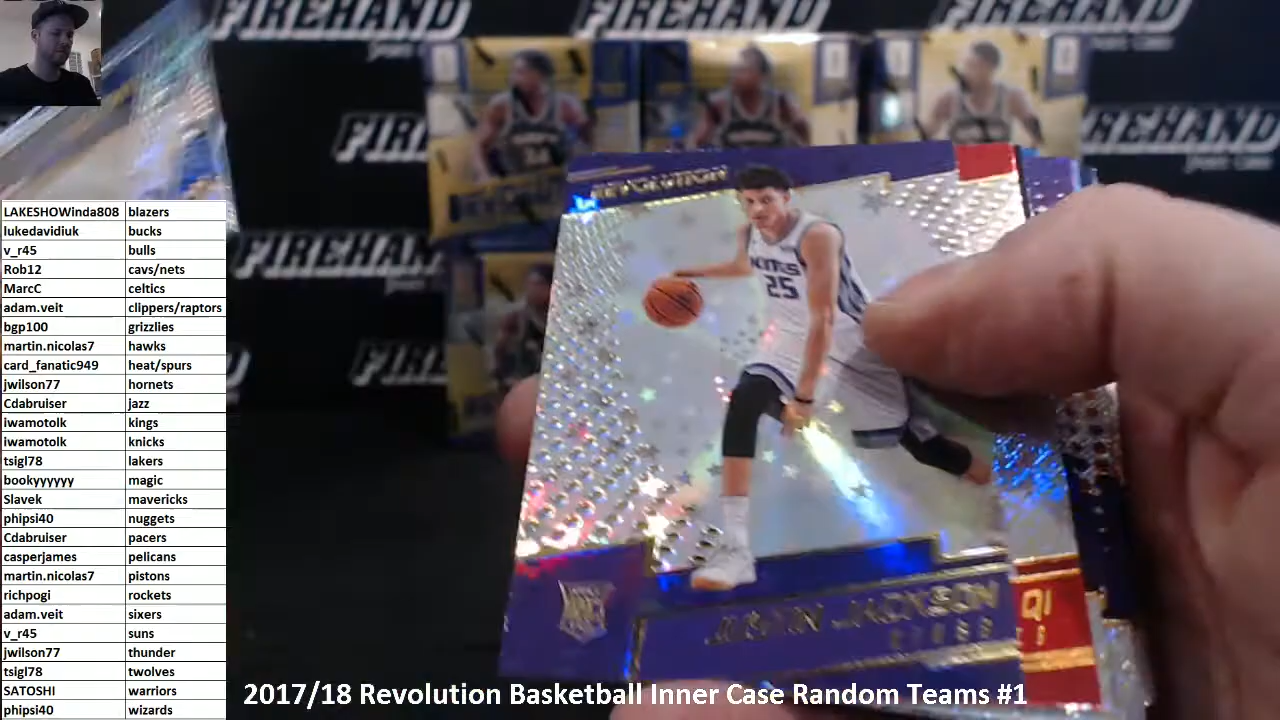 FIREHAND FIREHAND FIREHAND
FIREHAND
FIREHAND
FIREHAND
REVOLUTION
KINGS
25
JUSTIN JACKSON
KINGS
QI
LAKESHOWinda808 blazers
lukedavidiuk bucks
v_r45 bulls
Rob12 cavs/nets
MarcC celtics
adam.veit clippers/raptors
bgp100 grizzlies
martin.nicolas7 hawks
card_fanatic949 heat/spurs
jwilson77 hornets
Cdabruiser jazz
iwamotolk kings
iwamotolk knicks
tsigl78 lakers
bookyyyyyy magic
Slavek mavericks
phipsi40 nuggets
Cdabruiser pacers
casperjames pelicans
martin.nicolas7 pistons
richpogi rockets
adam.veit sixers
v_r45 suns
jwilson77 thunder
tsigl78 twolves
SATOSHI warriors
phipsi40 wizards
2017/18 Revolution Basketball Inner Case Random Teams #1